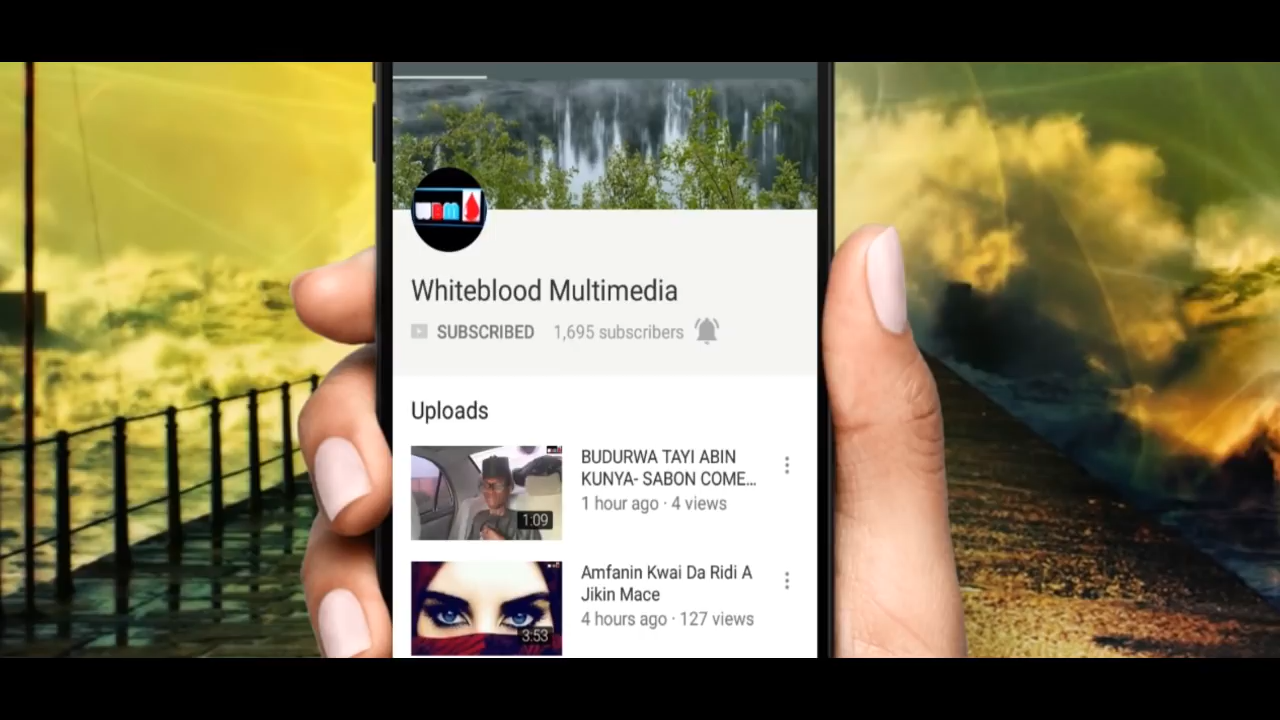 WBM
Whiteblood Multimedia
SUBSCRIBED 1,695 subscribers
Uploads
BUDURWA TAYI ABIN
KUNYA- SABON COME...
1 hour ago · 4 views
1:09
Amfanin Kwai Da Ridi A
Jikin Mace
4 hours ago · 127 views
3:53